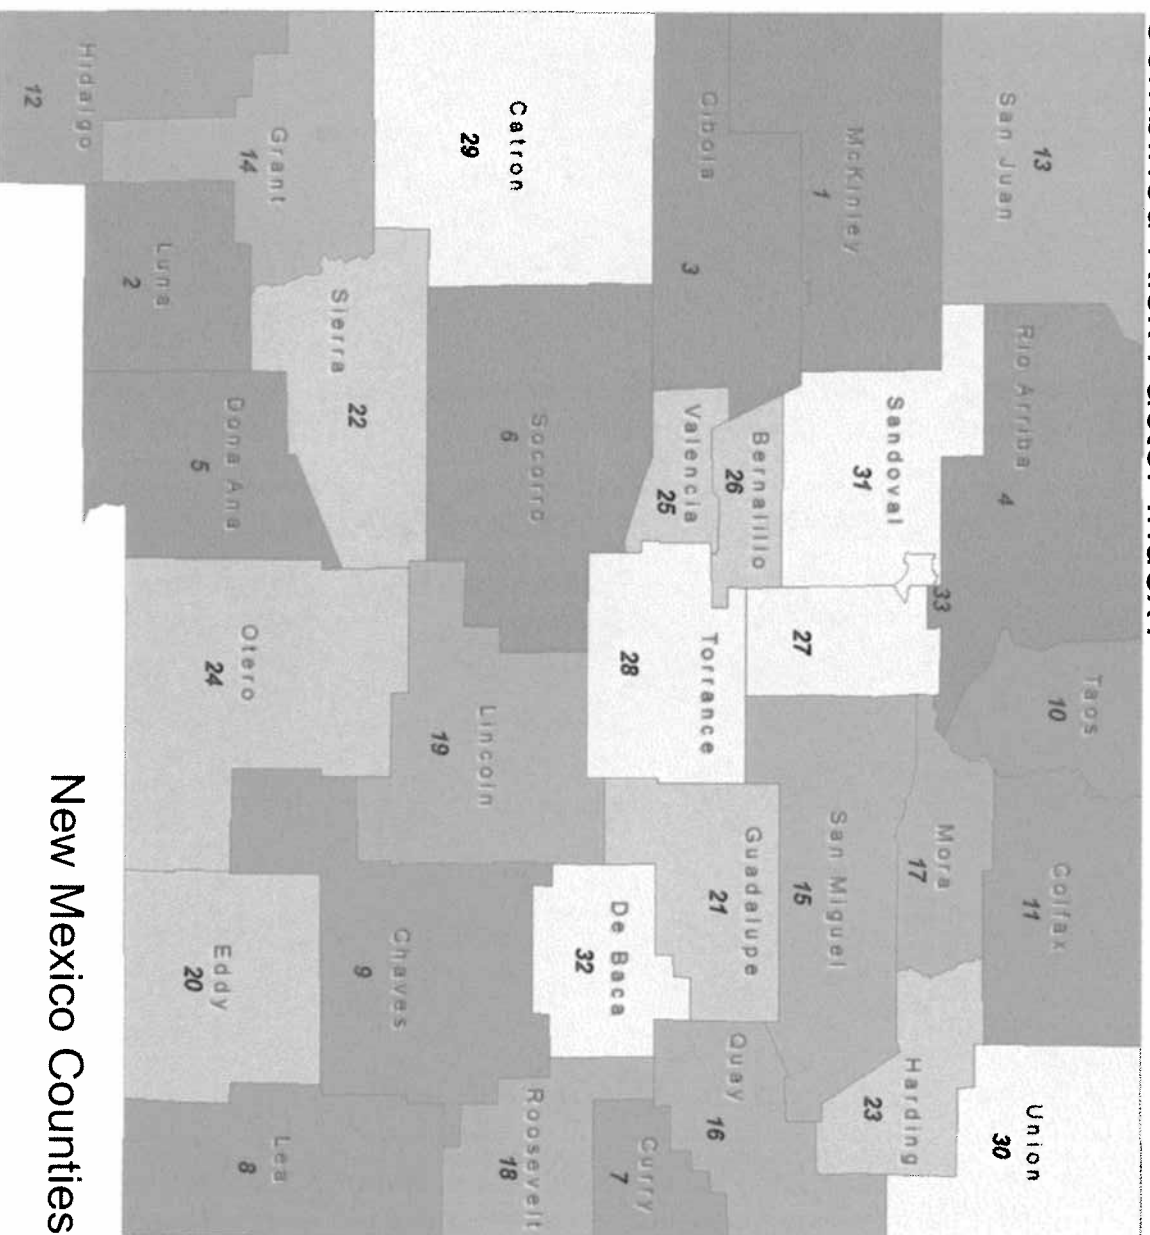 13
San Juan
Rio Arriba
4
Taos
10
Colfax
11
Union
30
McKinley
1
Sandoval
31
33
27
Mora
17
Harding
23
San Miguel
15
Cibola
3
Bernalillo
26
Valencia
25
Torrance
28
Guadalupe
21
Quay
16
Catron
29
Socorro
6
Lincoln
19
De Baca
32
Curry
7
Roosevelt
18
Grant
14
Sierra
22
Chaves
9
Hidalgo
12
Luna
2
Dona Ana
5
Otero
24
Eddy
20
Lea
8
New Mexico Counties